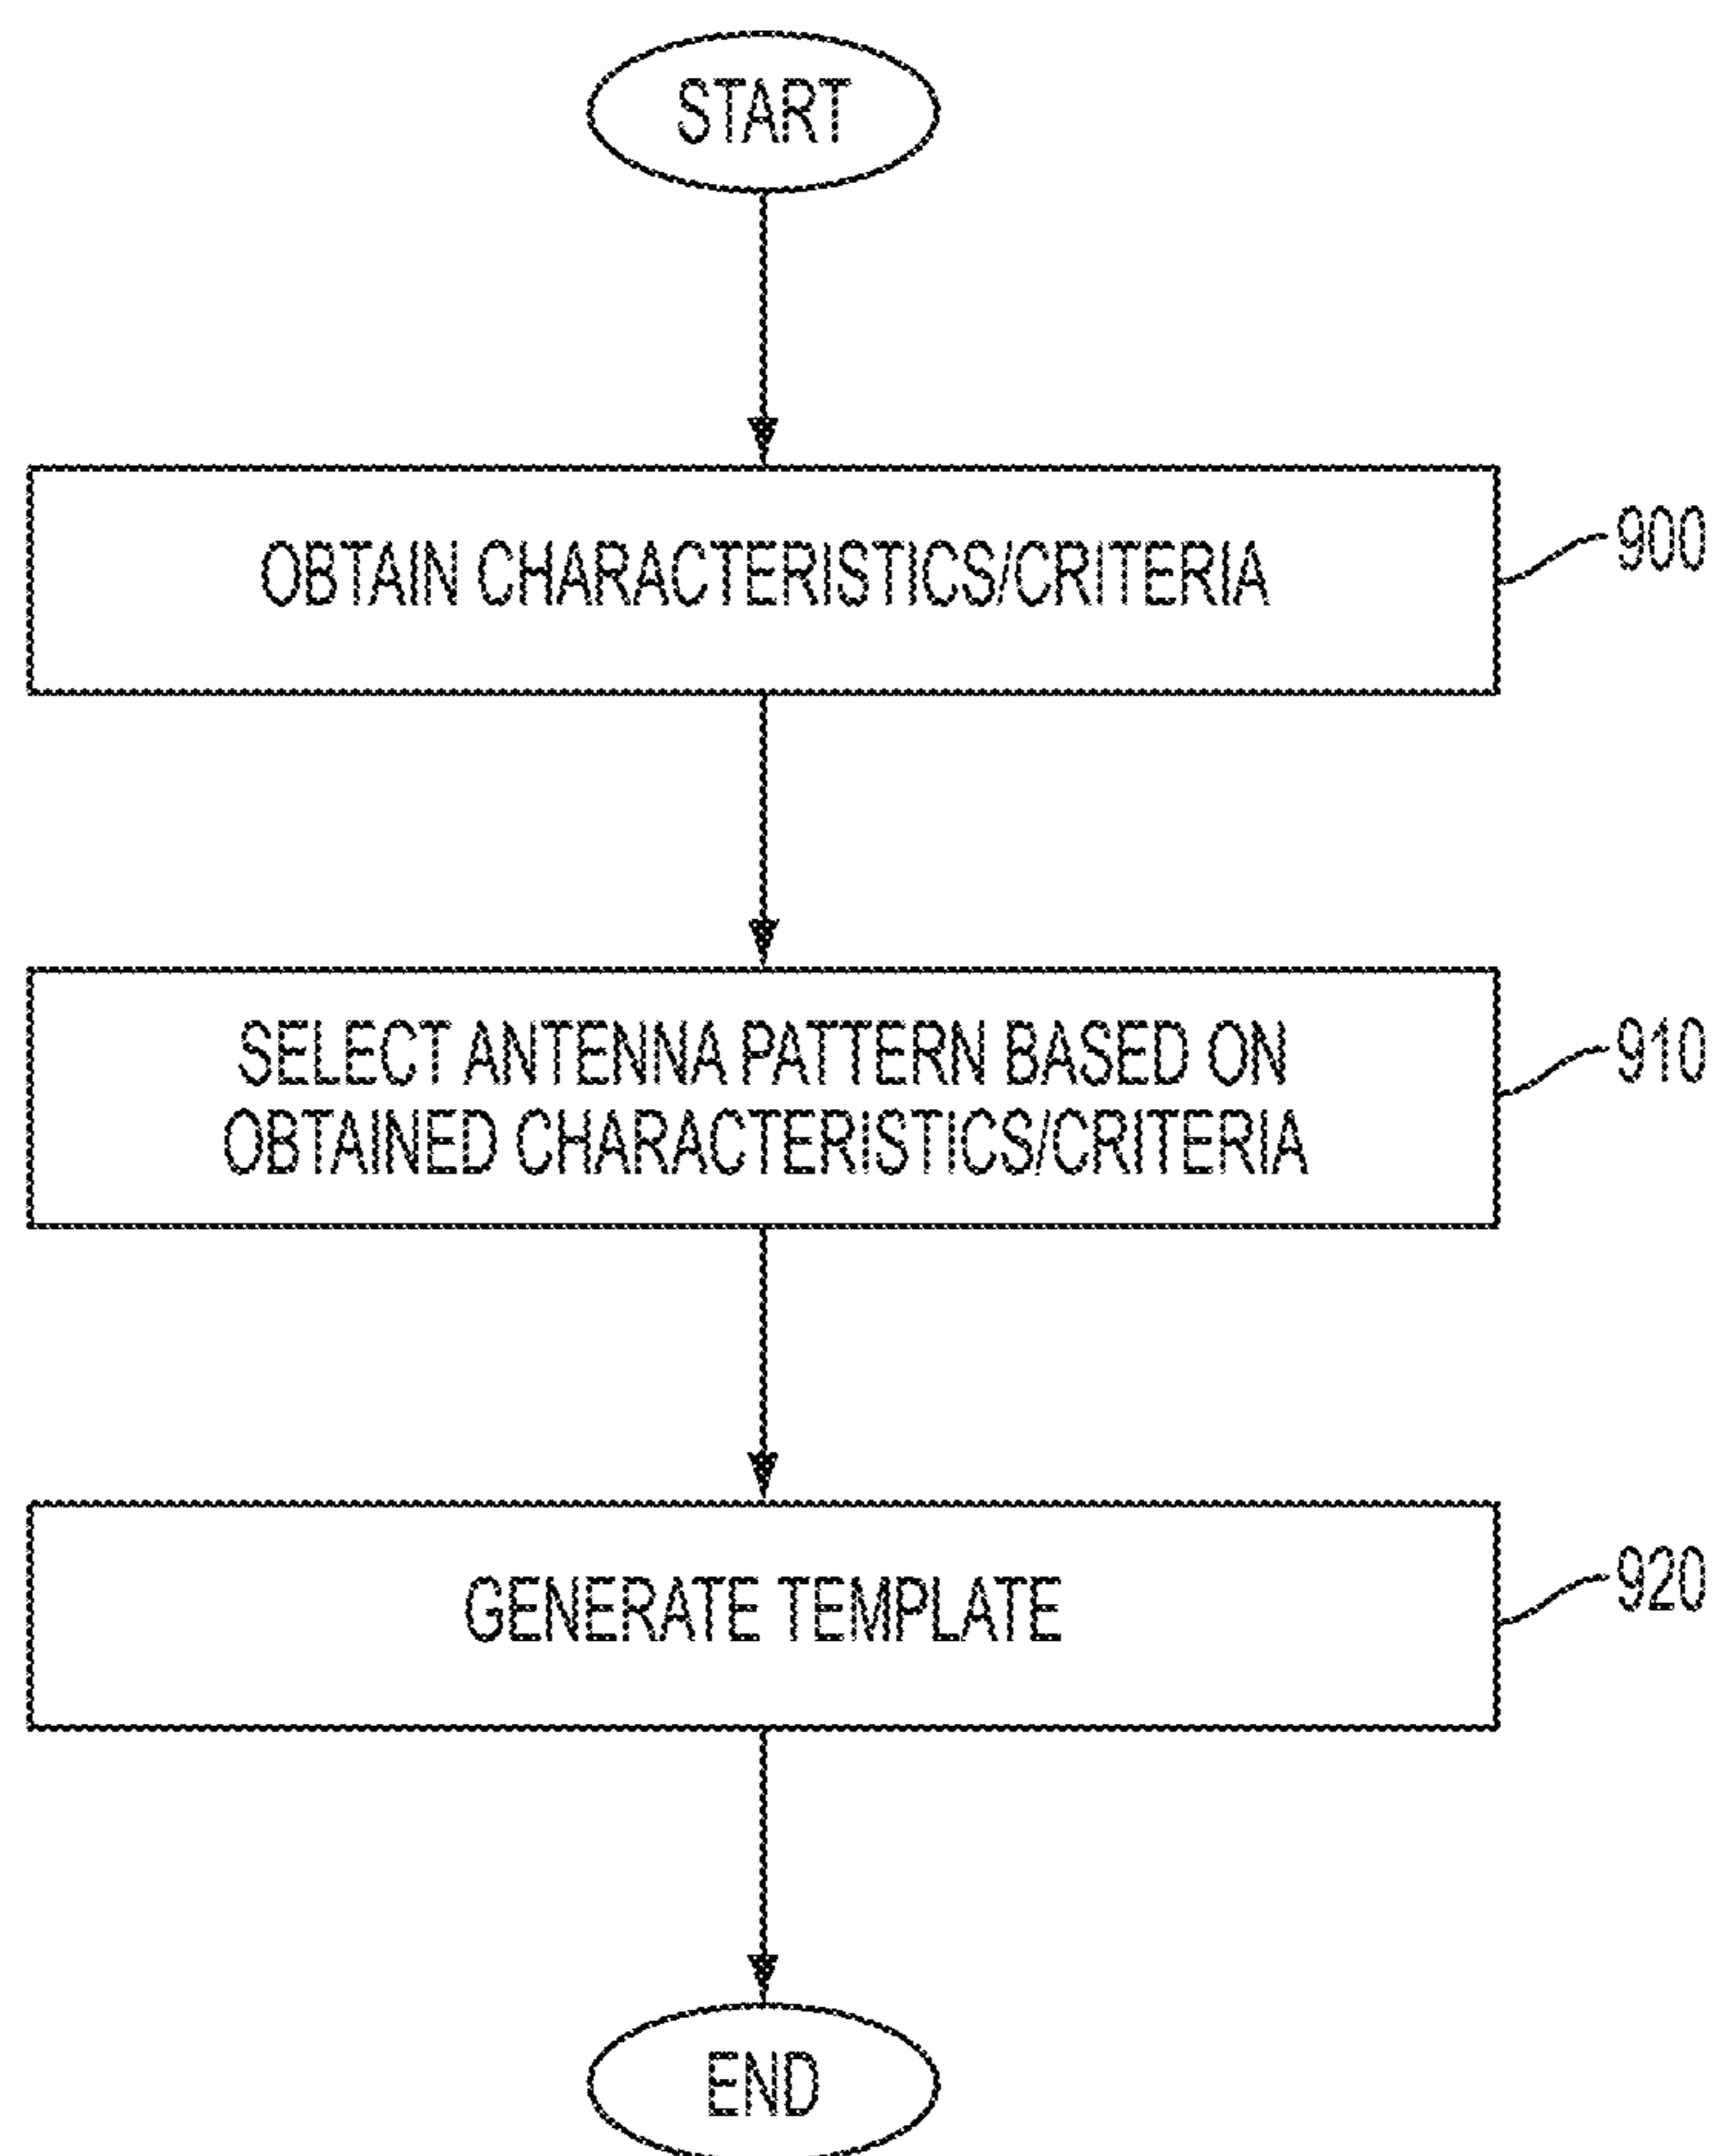 START
OBTAIN CHARACTERISTICS/CRITERIA
900
SELECT ANTENNA PATTERN BASED ON
OBTAINED CHARACTERISTICS/CRITERIA
910
GENERATE TEMPLATE
920
END